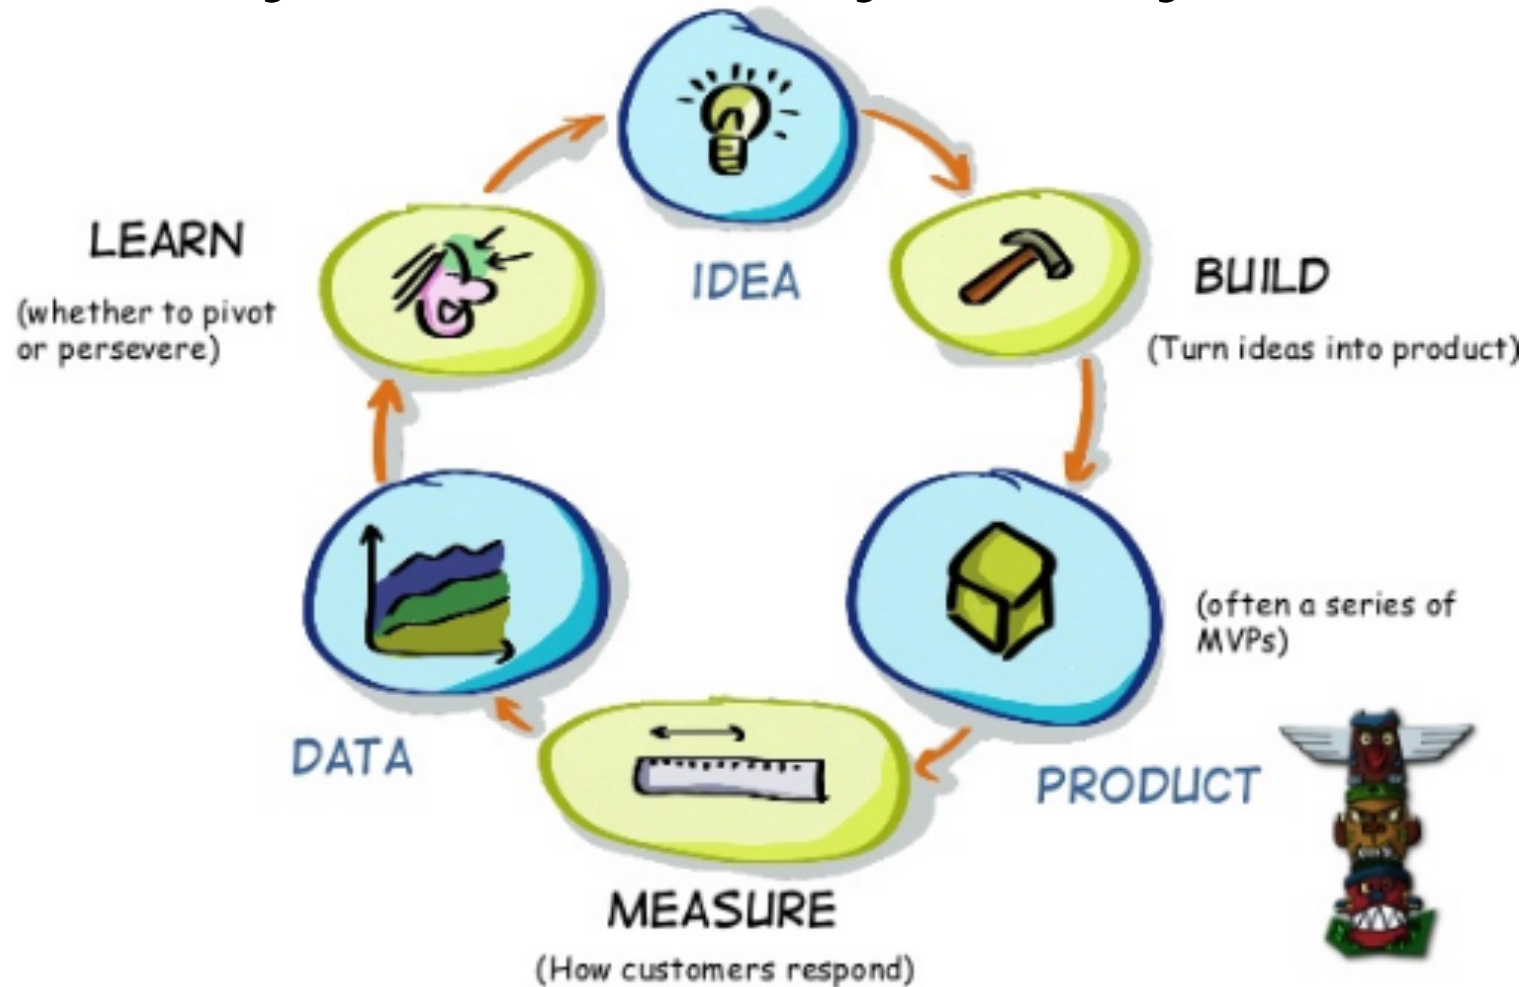 IDEA
LEARN
(whether to pivot
or persevere)
BUILD
(Turn ideas into product)
(often a series of
MVPs)
DATA
PRODUCT
MEASURE
(How customers respond)